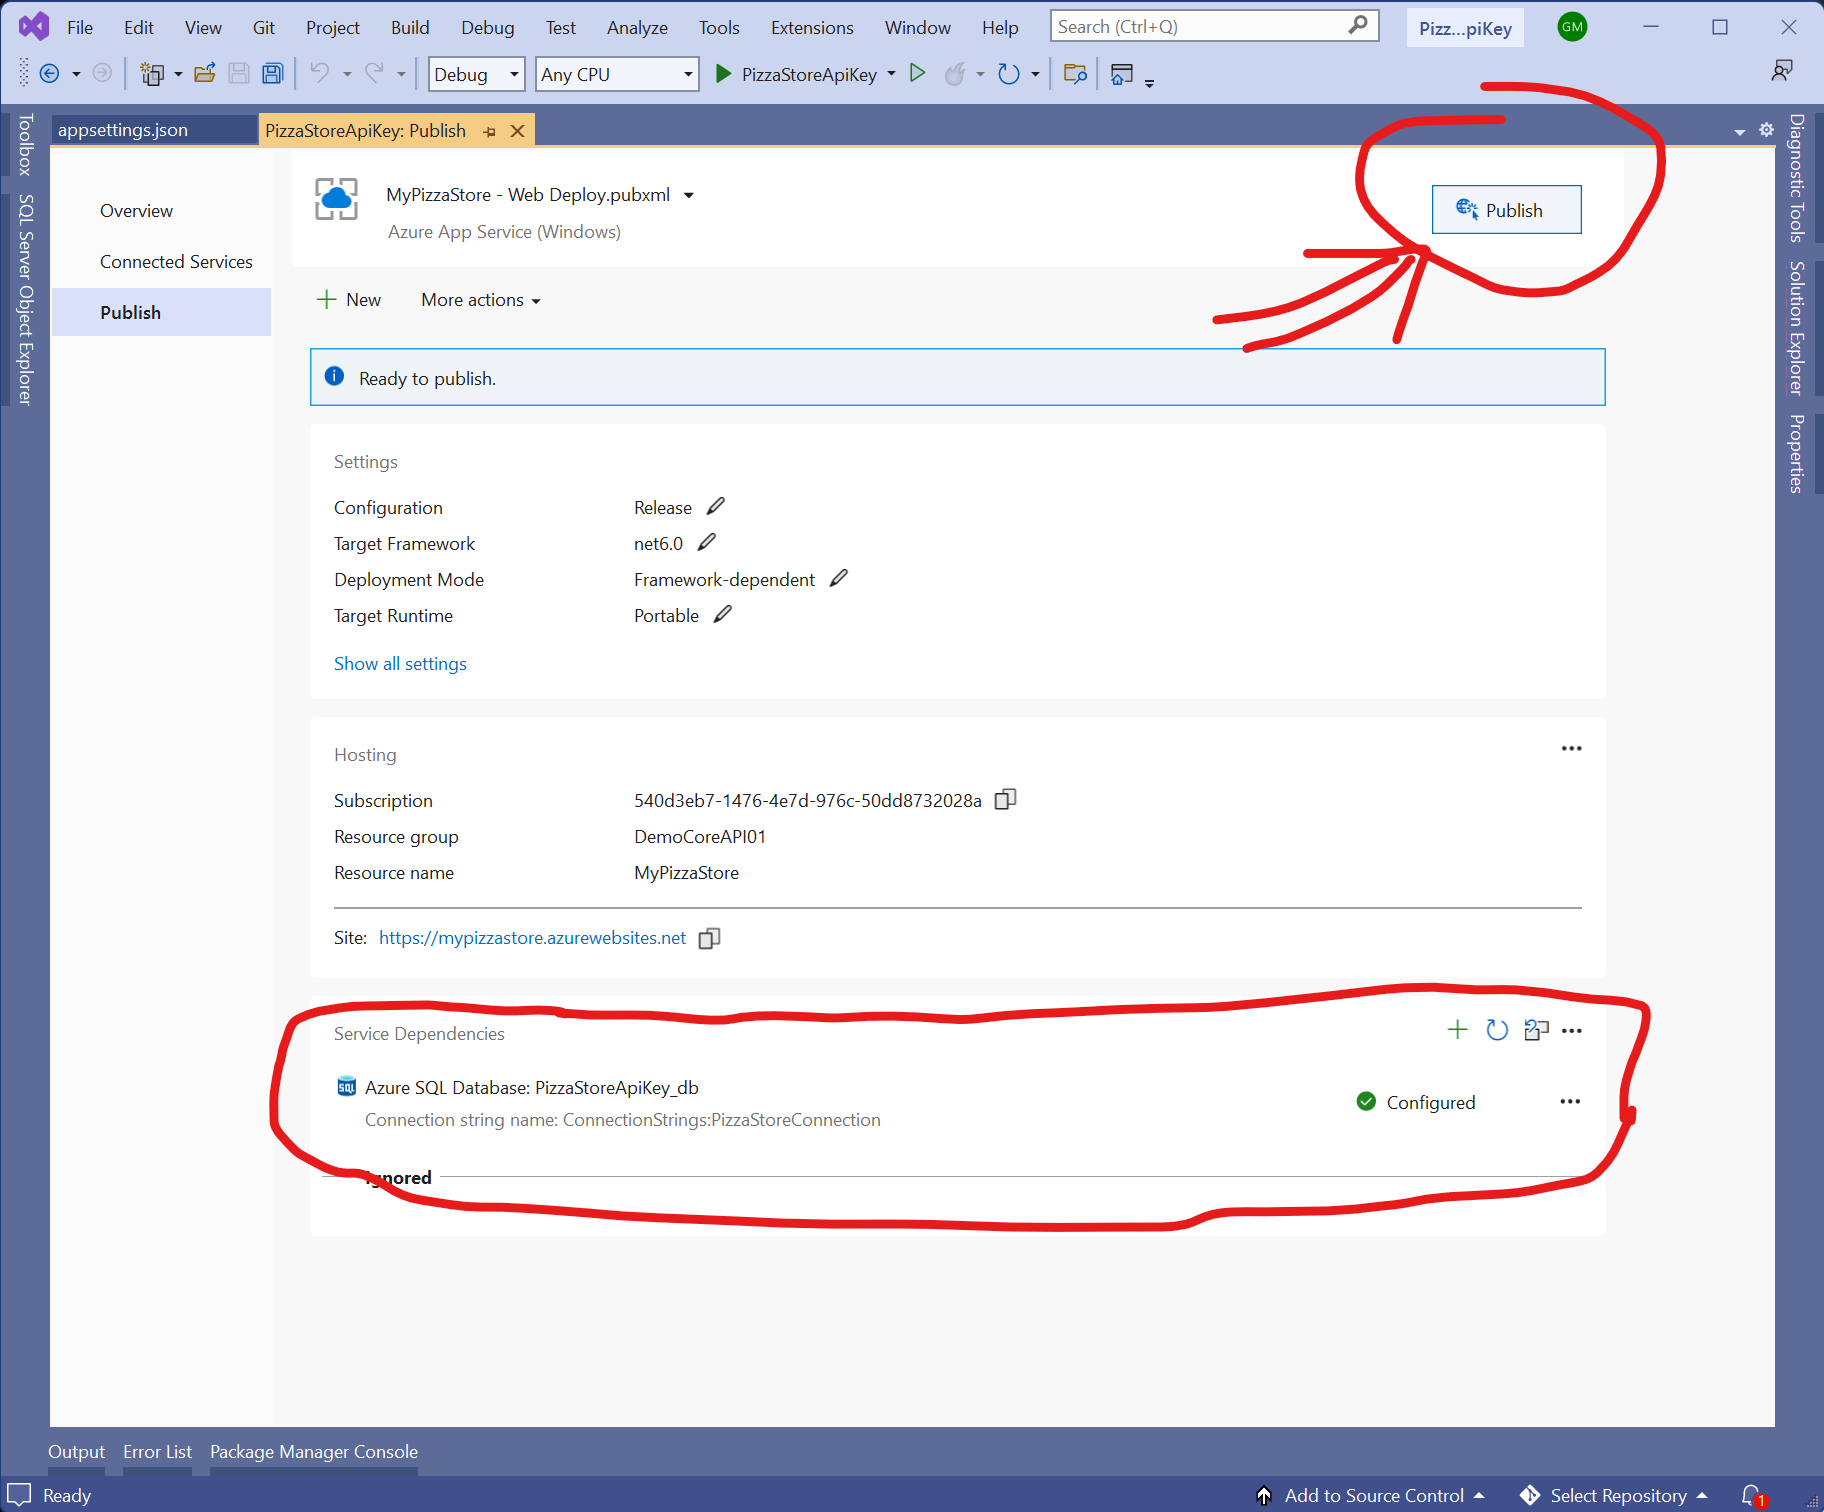 File Edit View Git Project Build Debug Test Analyze Tools Extensions Window Help Search (Ctrl+Q) Pizz...piKey GM
Debug Any CPU PizzaStoreApiKey
appsettings.json PizzaStoreApiKey: Publish
Toolbox
SQL Server Object Explorer
Diagnostic Tools
Solution Explorer
Properties
Overview
Connected Services
Publish
MyPizzaStore - Web Deploy.pubxml
Azure App Service (Windows)
Publish
New More actions
Ready to publish.
Settings
Configuration Release
Target Framework net6.0
Deployment Mode Framework-dependent
Target Runtime Portable
Show all settings
Hosting
Subscription 540d3eb7-1476-4e7d-976c-50dd8732028a
Resource group DemoCoreAPI01
Resource name MyPizzaStore
Site: https://mypizzastore.azurewebsites.net
Service Dependencies
SQL Azure SQL Database: PizzaStoreApiKey_db
Connection string name: ConnectionStrings:PizzaStoreConnection
Configured
Ignored
Output Error List Package Manager Console
Ready Add to Source Control Select Repository 1